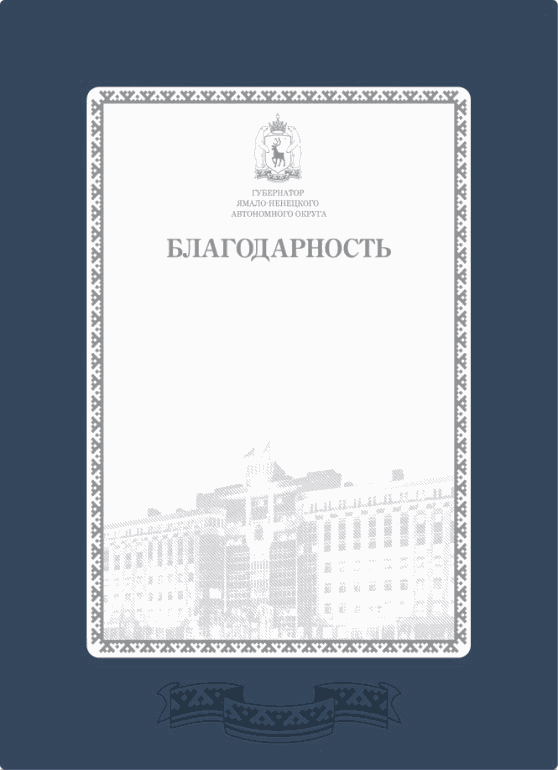 ГУБЕРНАТОР
ЯМАЛО-НЕНЕЦКОГО
АВТОНОМНОГО ОКРУГА
БЛАГОДАРНОСТЬ